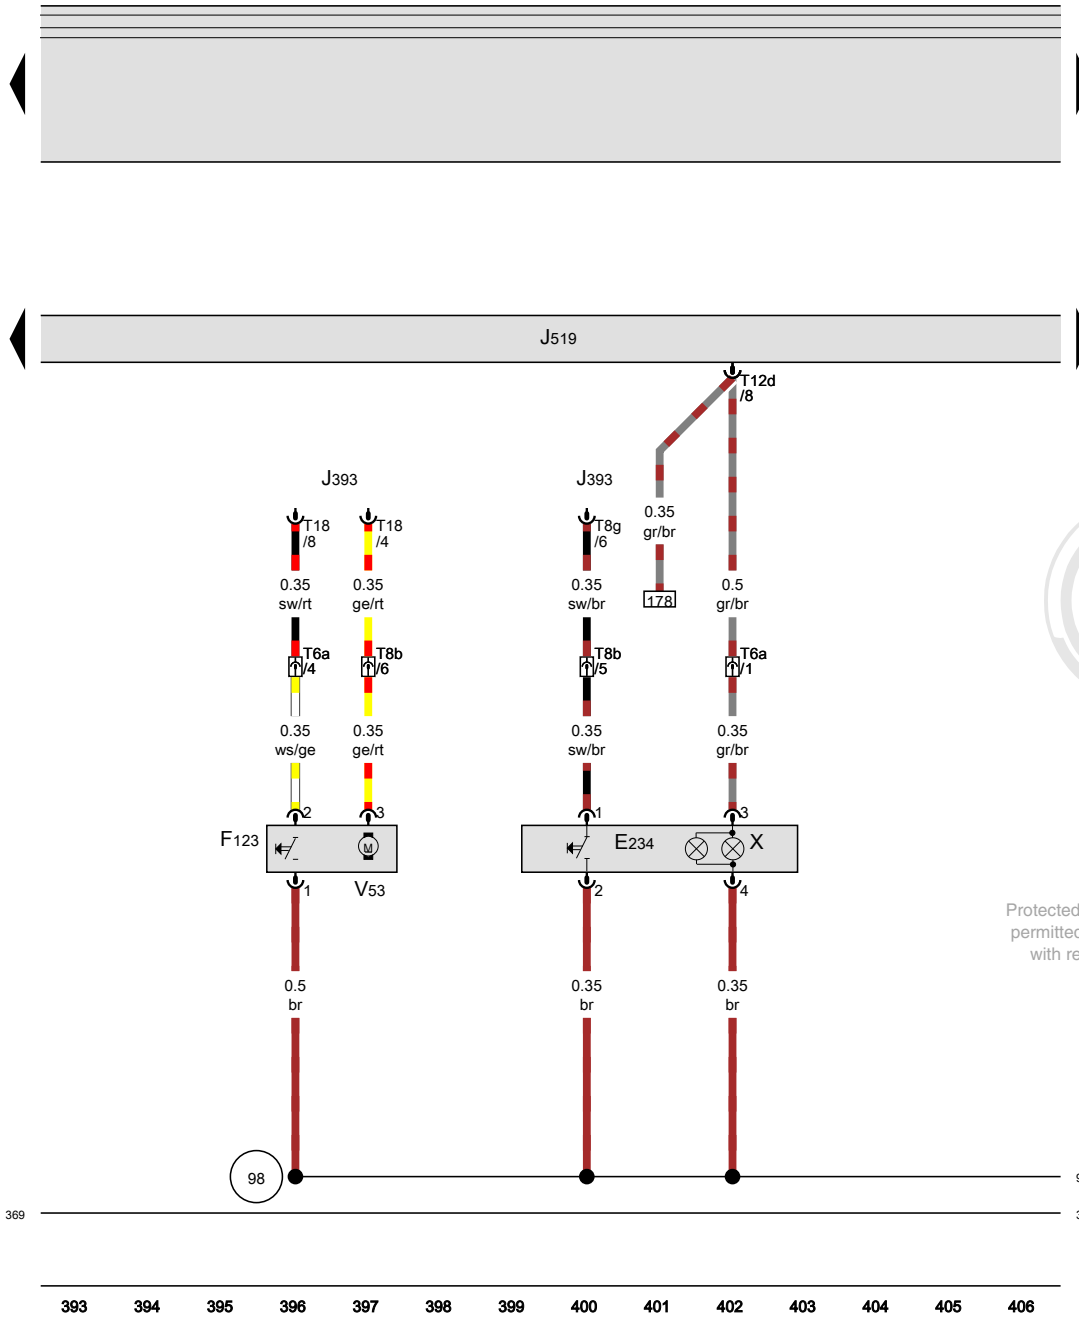 J519
T12d
/8
J393
J393
T18
/8
T18
/4
T8g
/6
0.35
gr/br
0.35
sw/rt
0.35
ge/rt
0.35
sw/br
178
0.5
gr/br
T6a
/4
T8b
/6
T8b
/5
T6a
/1
0.35
ws/ge
0.35
ge/rt
0.35
sw/br
0.35
gr/br
2
3
1
3
F123
M
E234
X
1
V53
2
4
Protected
permitted
with re
0.5
br
0.35
br
0.35
br
98
369
393 394 395 396 397 398 399 400 401 402 403 404 405 406